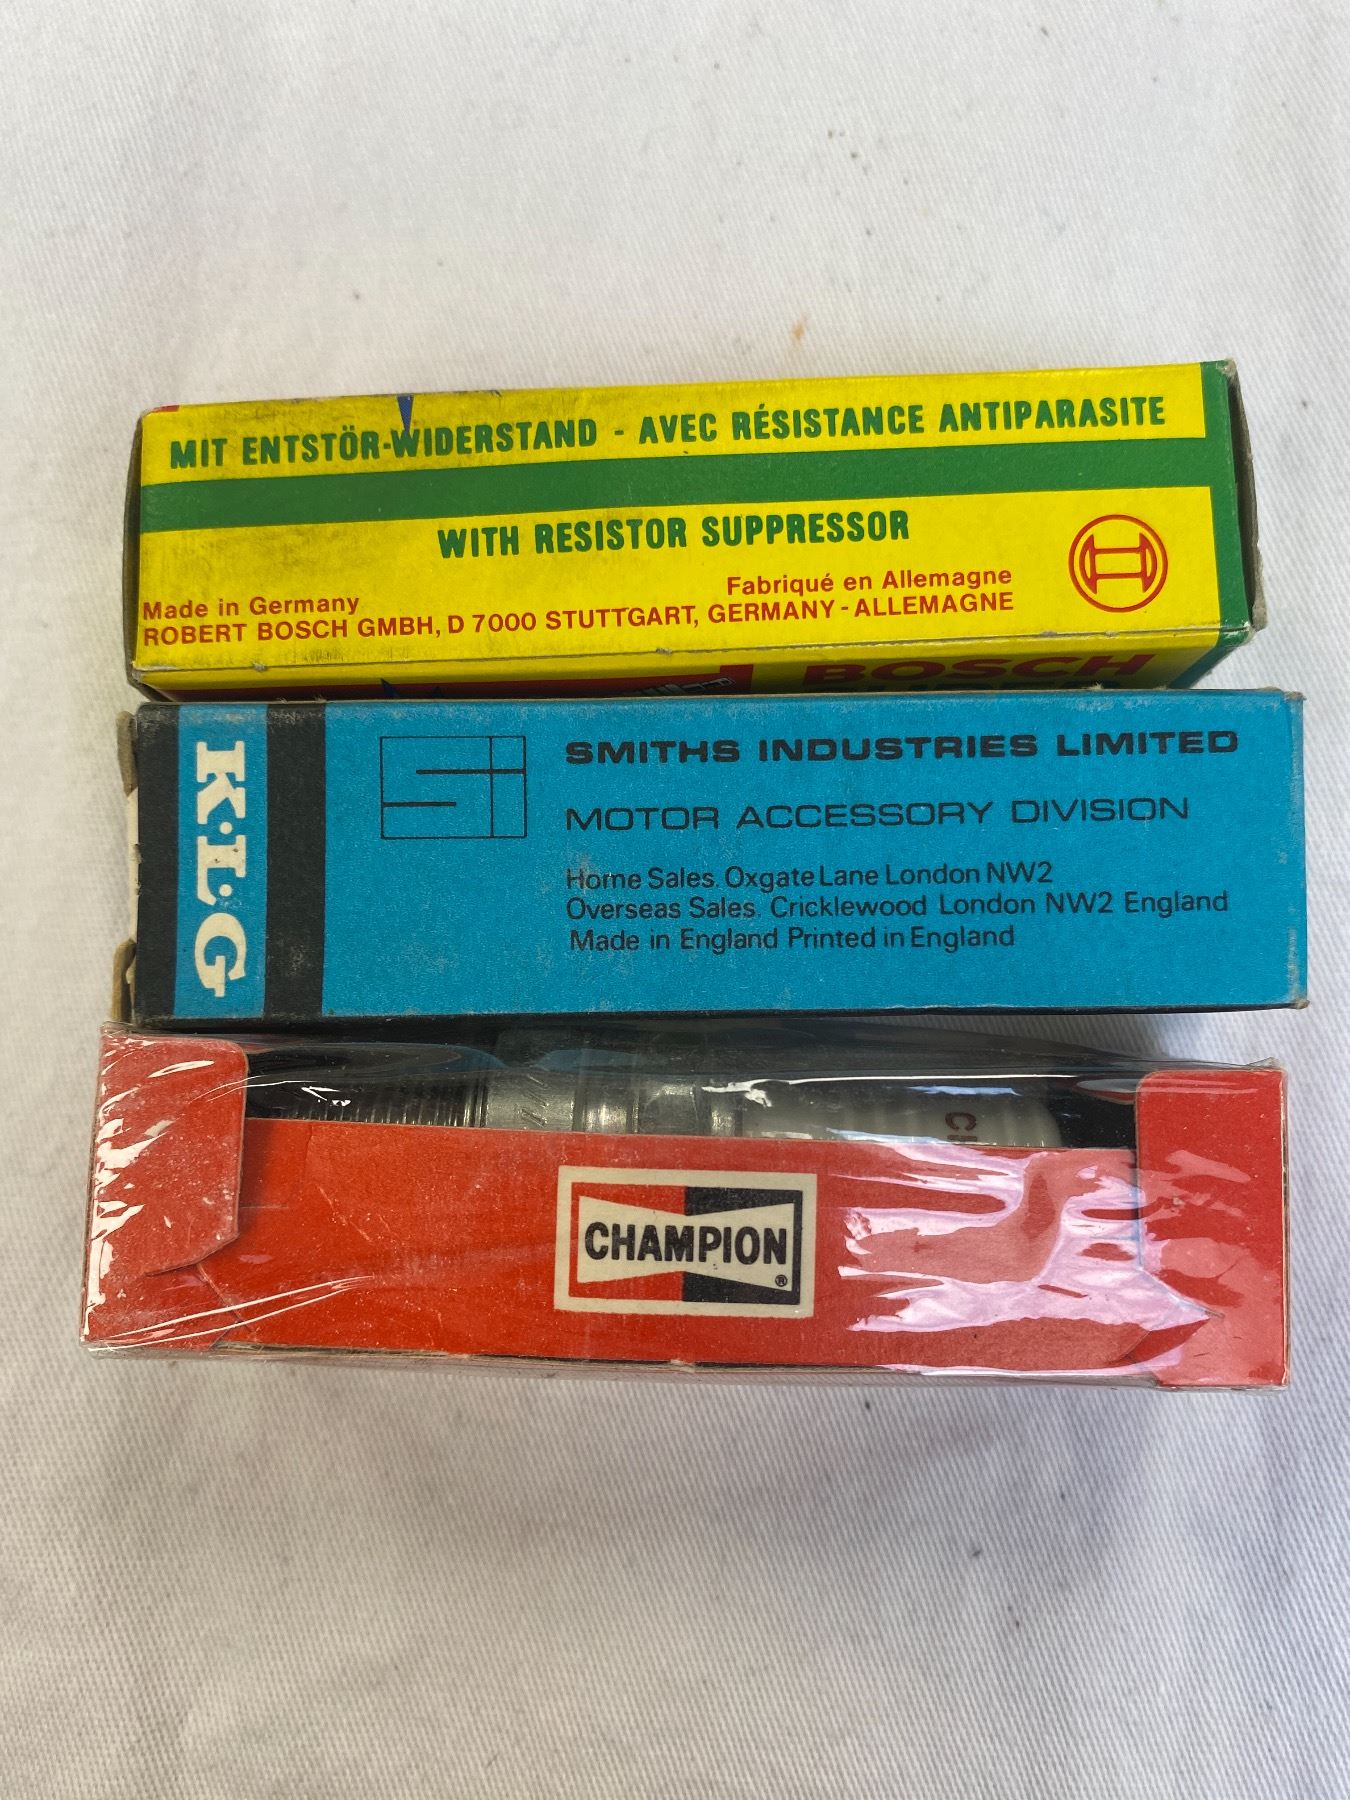 MIT ENTSTÖR-WIDERSTAND - AVEC RÉSISTANCE ANTIPARASITE
WITH RESISTOR SUPPRESSOR
Made in Germany
Fabriqué en Allemagne
ROBERT BOSCH GMBH, D 7000 STUTTGART, GERMANY - ALLEMAGNE
BOSCH
K·L·G
Si
SMITHS INDUSTRIES LIMITED
MOTOR ACCESSORY DIVISION
Home Sales. Oxgate Lane London NW2
Overseas Sales. Cricklewood London NW2 England
Made in England Printed in England
CHAMPION
®